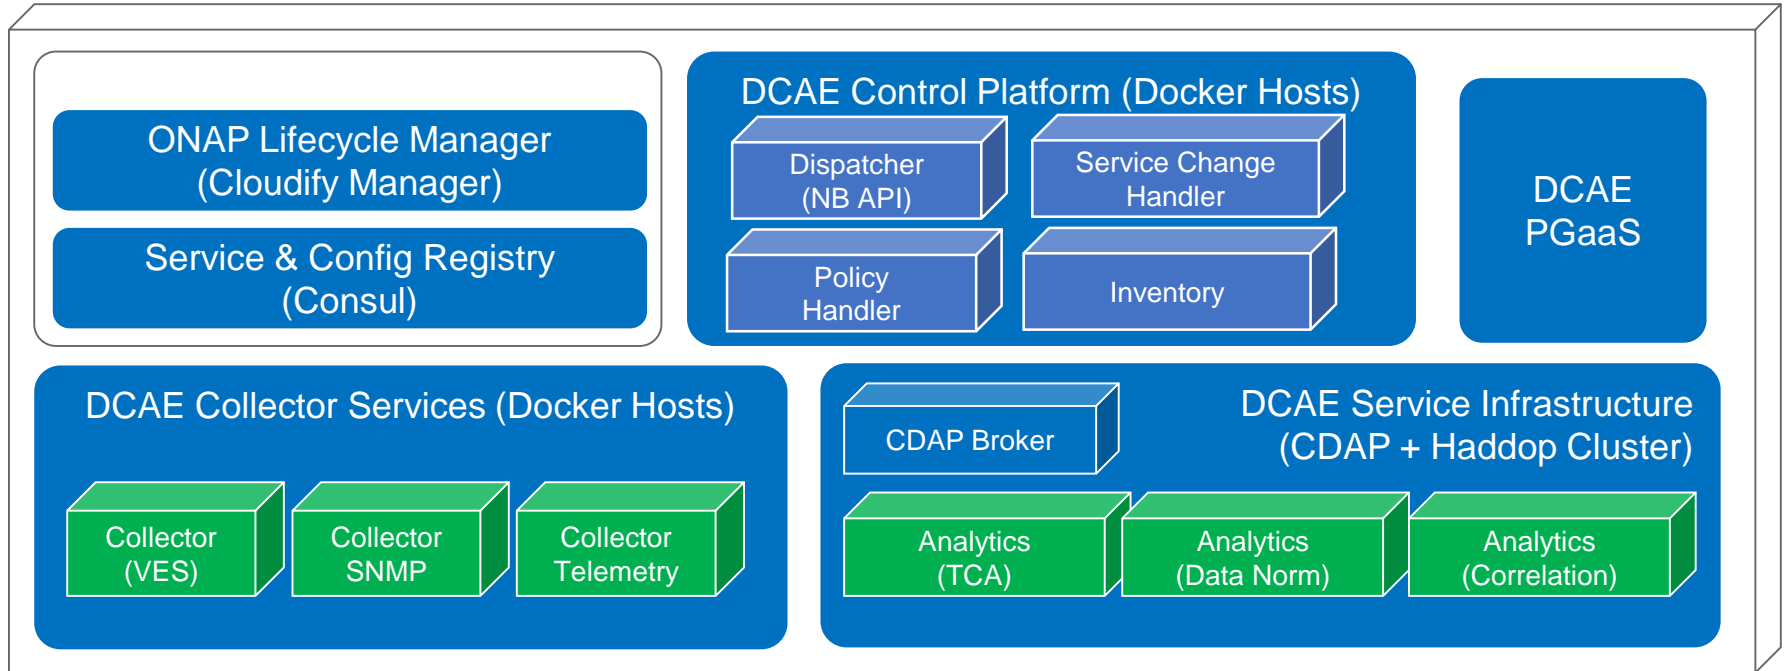 ONAP Lifecycle Manager
(Cloudify Manager)
Service & Config Registry
(Consul)
DCAE Control Platform (Docker Hosts)
Dispatcher
(NB API)
Service Change
Handler
Policy
Handler
Inventory
DCAE
PGaaS
DCAE Collector Services (Docker Hosts)
Collector
(VES)
Collector
SNMP
Collector
Telemetry
CDAP Broker
DCAE Service Infrastructure
(CDAP + Haddop Cluster)
Analytics
(TCA)
Analytics
(Data Norm)
Analytics
(Correlation)